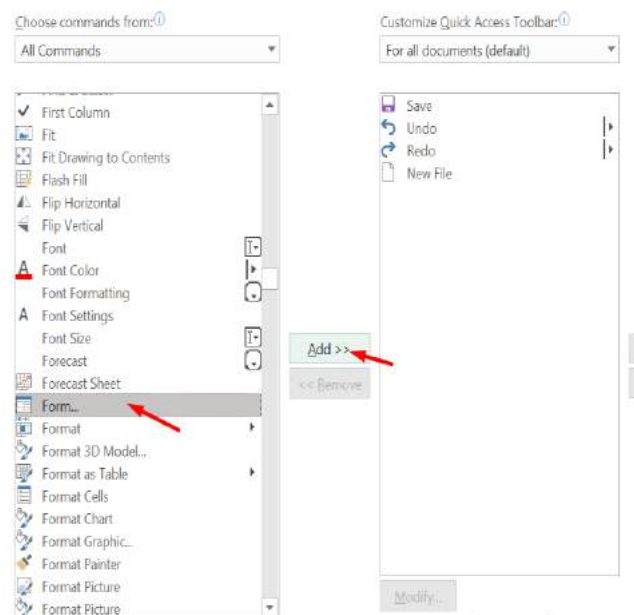 Choose commands from:
All Commands
First Column
Fit
Fit Drawing to Contents
Flash Fill
Flip Horizontal
Flip Vertical
Font
Font Color
Font Formatting
Font Settings
Font Size
Forecast
Forecast Sheet
Form...
Format
Format 3D Model...
Format as Table
Format Cells
Format Chart
Format Graphic...
Format Painter
Format Picture
Format Picture
Add >>
<< Remove
Customize Quick Access Toolbar:
For all documents (default)
Save
Undo
Redo
New File
Modify...